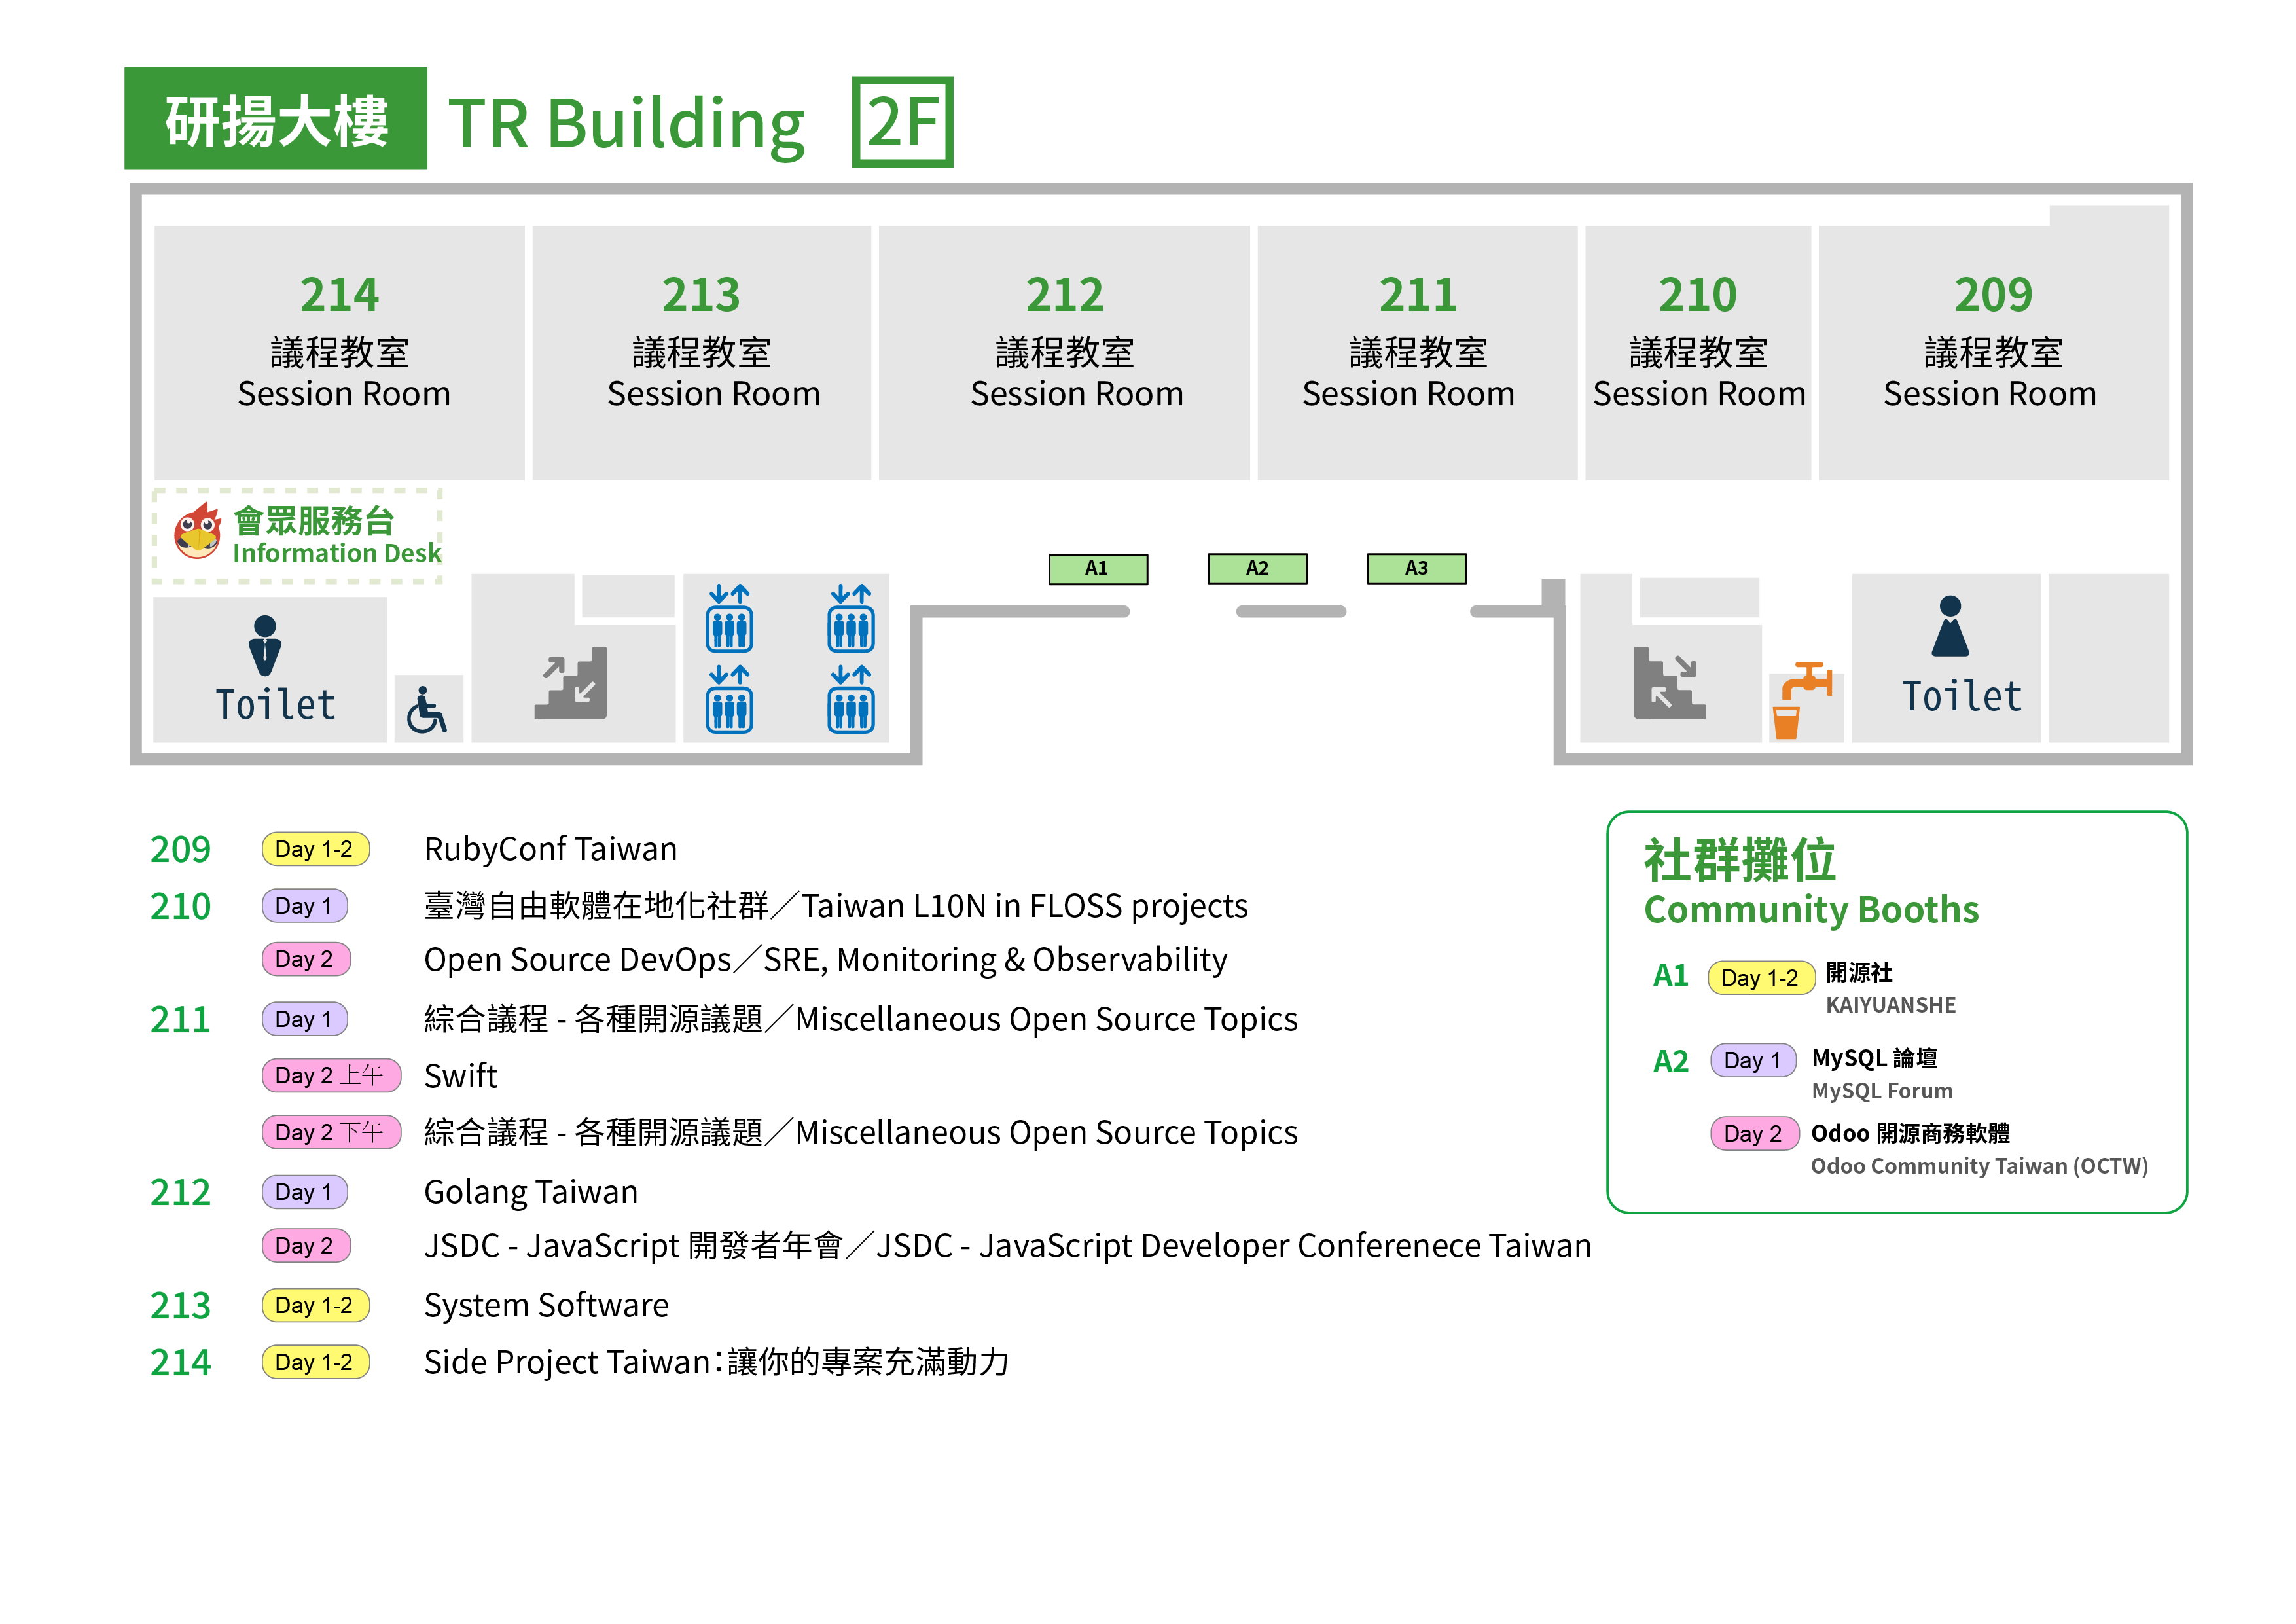 研揚大樓 TR Building 2F
214 213 212 211 210 209
議程教室 議程教室 議程教室 議程教室 議程教室 議程教室
Session Room Session Room Session Room Session Room Session Room Session Room
會眾服務台
Information Desk
A1 A2 A3
Toilet Toilet
209 Day 1-2 RubyConf Taiwan
210 Day 1 臺灣自由軟體在地化社群／Taiwan L10N in FLOSS projects
Day 2 Open Source DevOps／SRE, Monitoring & Observability
211 Day 1 綜合議程 - 各種開源議題／Miscellaneous Open Source Topics
Day 2 上午 Swift
Day 2 下午 綜合議程 - 各種開源議題／Miscellaneous Open Source Topics
212 Day 1 Golang Taiwan
Day 2 JSDC - JavaScript 開發者年會／JSDC - JavaScript Developer Conferenece Taiwan
213 Day 1-2 System Software
214 Day 1-2 Side Project Taiwan：讓你的專案充滿動力
社群攤位
Community Booths
A1 Day 1-2 開源社
KAIYUANSHE
A2 Day 1 MySQL 論壇
MySQL Forum
Day 2 Odoo 開源商務軟體
Odoo Community Taiwan (OCTW)